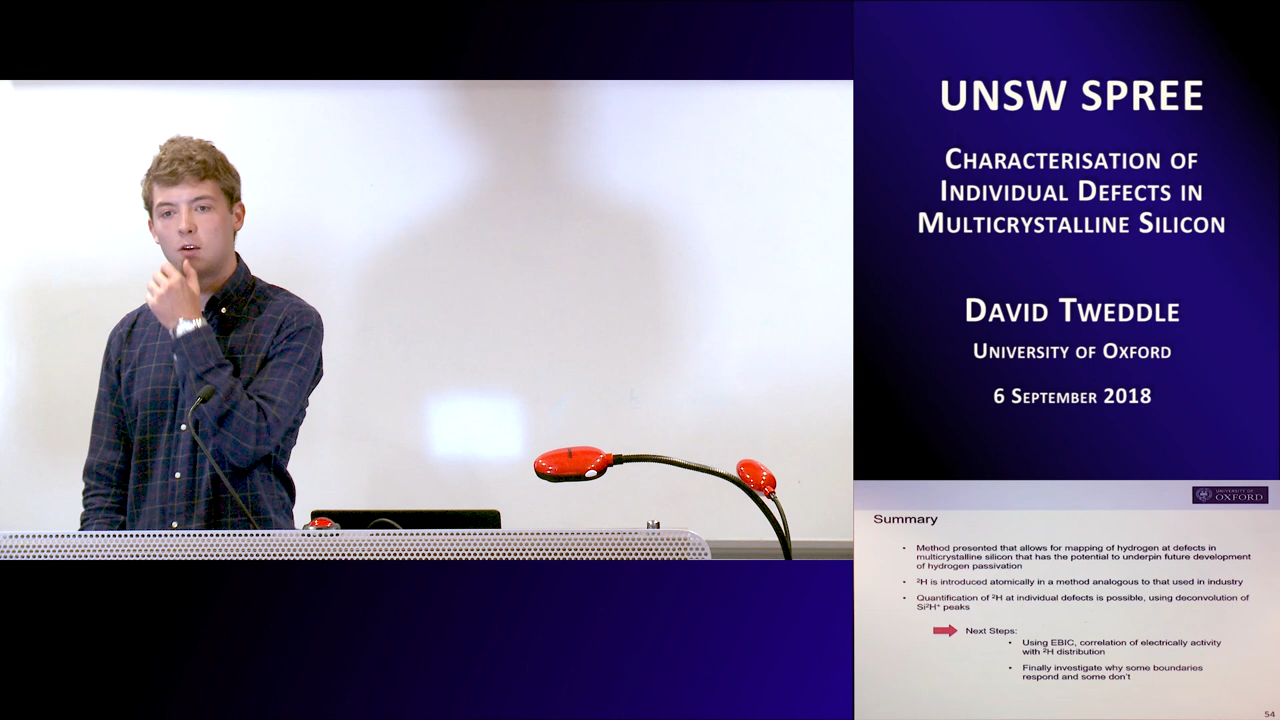 UNSW SPREE
CHARACTERISATION OF
INDIVIDUAL DEFECTS IN
MULTICRYSTALLINE SILICON
DAVID TWEDDLE
UNIVERSITY OF OXFORD
6 SEPTEMBER 2018
UNIVERSITY OF
OXFORD
Summary
• Method presented that allows for mapping of hydrogen at defects in
multicrystalline silicon that has the potential to underpin future development
of hydrogen passivation
• ²H is introduced atomically in a method analogous to that used in industry
• Quantification of ²H at individual defects is possible, using deconvolution of
Si²H⁺ peaks
Next Steps:
• Using EBIC, correlation of electrically activity
with ²H distribution
• Finally investigate why some boundaries
respond and some don't
54